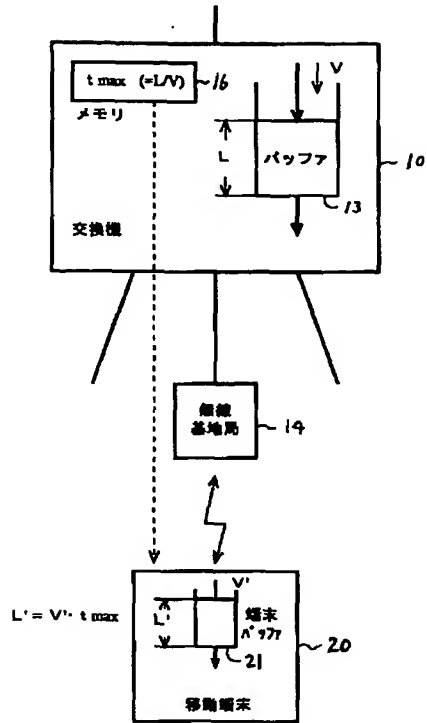 t max (=L/V)
16
メモリ
V
L
バッファ
10
13
交換機
無線
基地局
14
V'
L' = V'· t max
L'
端末
バッファ
21
20
移動端末